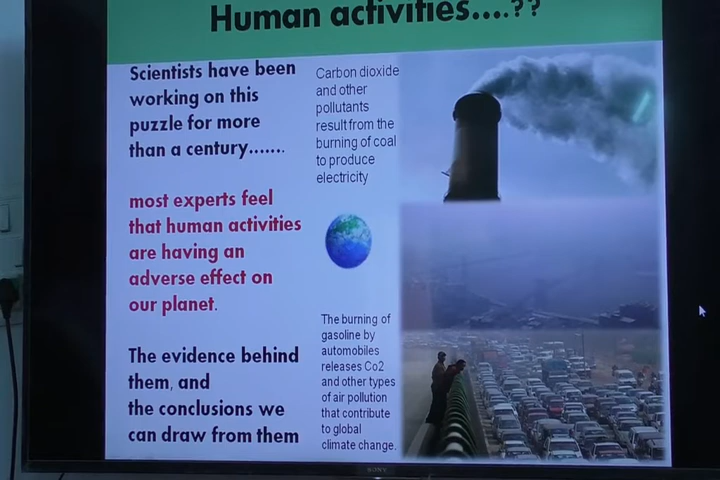 Human activities....??
Scientists have been
working on this
puzzle for more
than a century.......
most experts feel
that human activities
are having an
adverse effect on
our planet.
The evidence behind
them, and
the conclusions we
can draw from them
Carbon dioxide
and other
pollutants
result from the
burning of coal
to produce
electricity
The burning of
gasoline by
automobiles
releases Co2
and other types
of air pollution
that contribute
to global
climate change.
SONY